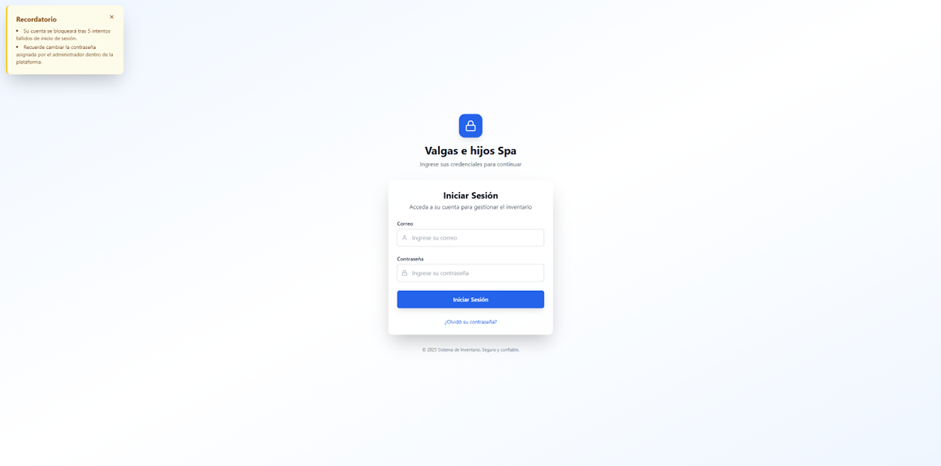 Recordatorio
×
• Su cuenta se bloqueará tras 5 intentos
fallidos de inicio de sesión.
• Recuerda cambiar la contraseña
asignada por el administrador dentro de la
plataforma.
Valgas e hijos Spa
Ingrese sus credenciales para continuar
Iniciar Sesión
Acceda a su cuenta para gestionar el inventario
Correo
Ingrese su correo
Contraseña
Ingrese su contraseña
Iniciar Sesión
¿Olvidó su contraseña?
© 2025 Sistema de Inventario. Seguro y confiable.